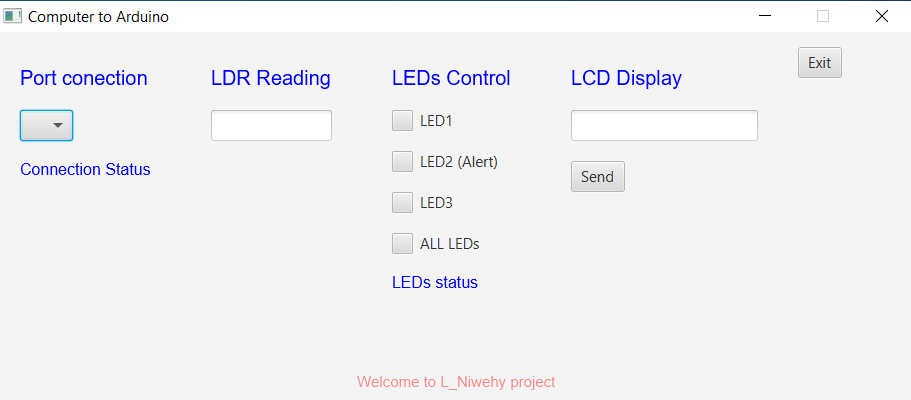 Computer to Arduino
Exit
Port conection
LDR Reading
LEDs Control
LCD Display
LED1
Connection Status
LED2 (Alert)
Send
LED3
ALL LEDs
LEDs status
Welcome to L_Niwehy project